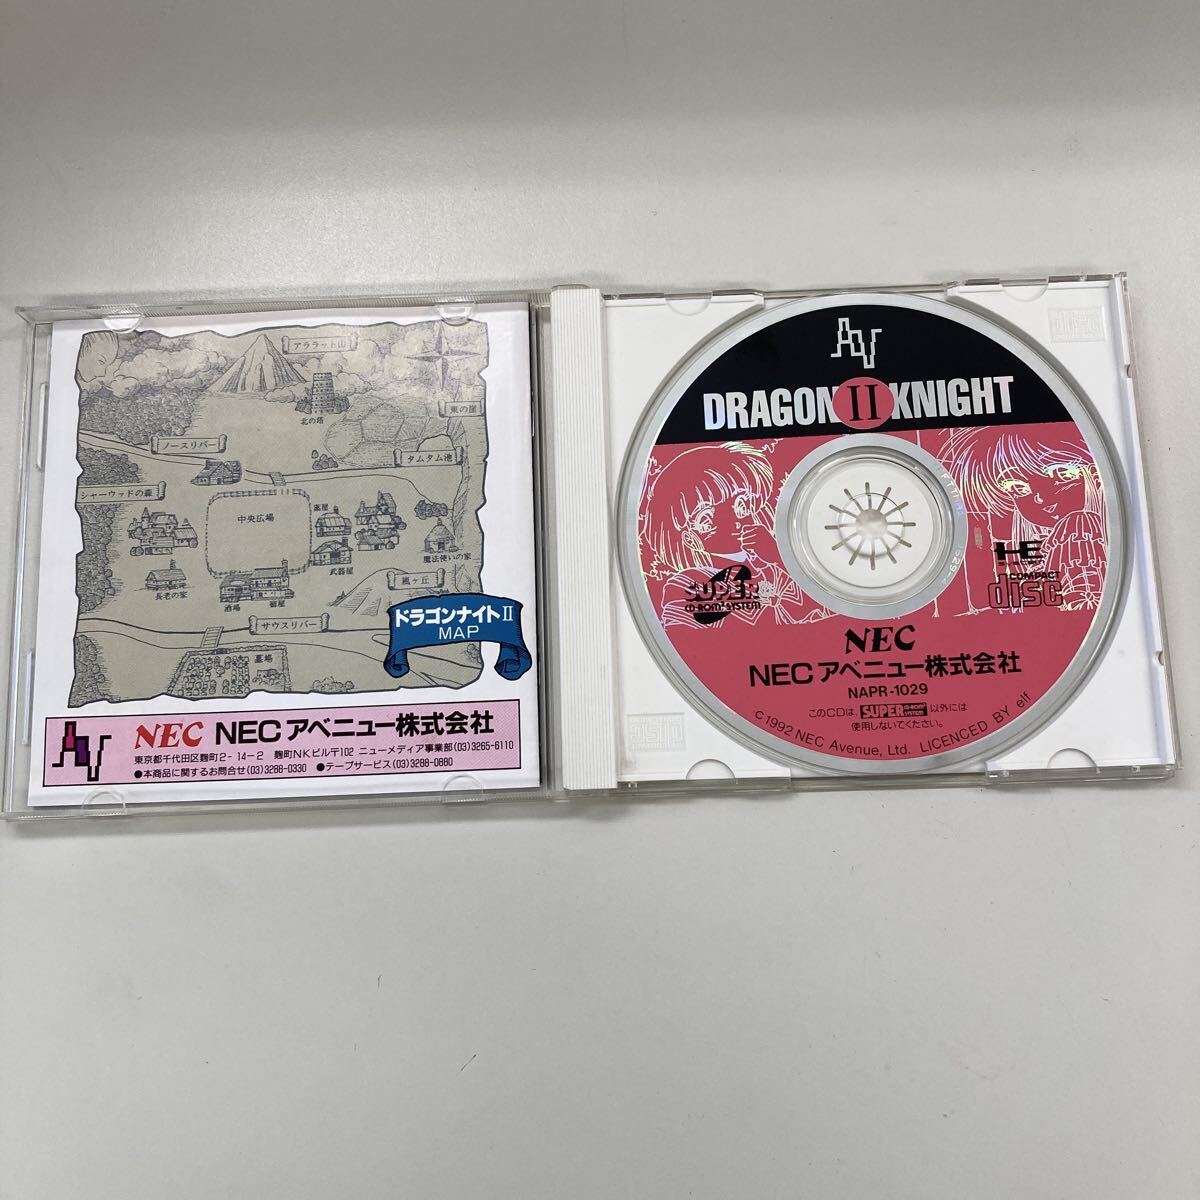 アララット山
東の崖
北の塔
ノースリバー
タムタム池
シャーウッドの森
中央広場
薬屋
武器屋
魔法使いの家
長老の家
酒場
宿屋
嵐ヶ丘
サウスリバー
墓場
ドラゴンナイトⅡ
MAP
NEC NECアベニュー株式会社
東京都千代田区麹町2-14-2 麹町NKビル〒102 ニューメディア事業部(03)3265-6110
●本商品に関するお問合せ(03)3288-0330 ●テープサービス(03)3288-0880
DRAGON II KNIGHT
SUPER
CD-ROM² SYSTEM
HE
SYSTEM
COMPACT
disc
NEC
NECアベニュー株式会社
NAPR-1029
このCDは、SUPER CD-ROM² SYSTEM 以外には
使用しないでください。
C 1992 NEC Avenue, Ltd. LICENCED BY elf